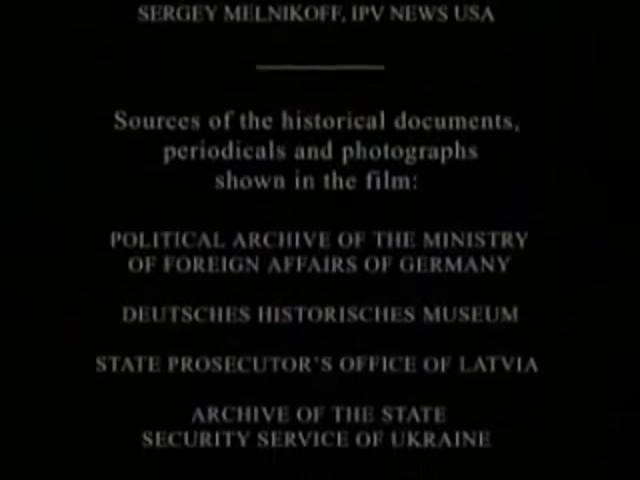 SERGEY MELNIKOFF, IPV NEWS USA
Sources of the historical documents,
periodicals and photographs
shown in the film:
POLITICAL ARCHIVE OF THE MINISTRY
OF FOREIGN AFFAIRS OF GERMANY
DEUTSCHES HISTORISCHES MUSEUM
STATE PROSECUTOR'S OFFICE OF LATVIA
ARCHIVE OF THE STATE
SECURITY SERVICE OF UKRAINE